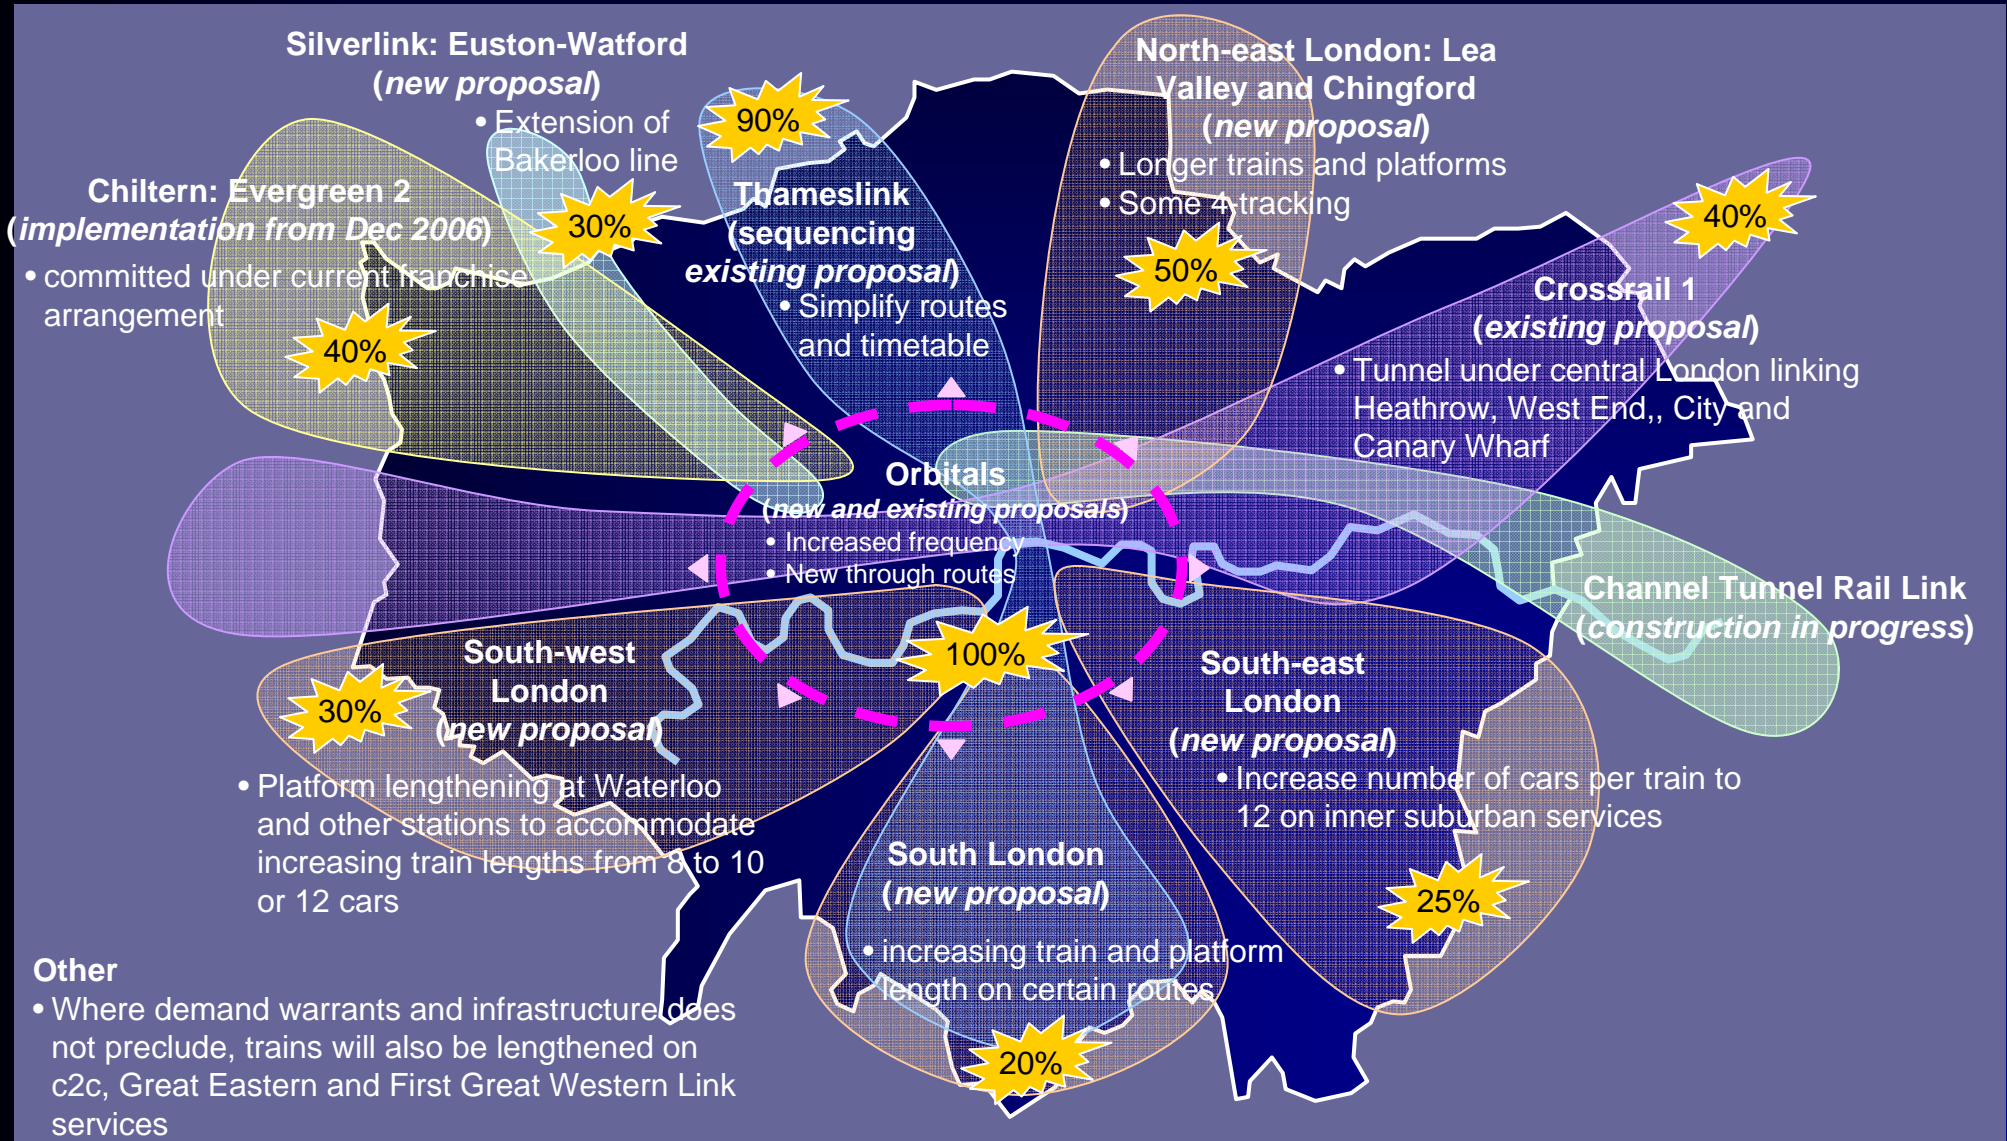 Silverlink: Euston-Watford
(new proposal)
• Extension of
Bakerloo line
30%
Chiltern: Evergreen 2
(implementation from Dec 2006)
• committed under current franchise
arrangement
40%
90%
Thameslink
(sequencing
existing proposal)
• Simplify routes
and timetable
North-east London: Lea
Valley and Chingford
(new proposal)
• Longer trains and platforms
• Some 4-tracking
50%
40%
Crossrail 1
(existing proposal)
• Tunnel under central London linking
Heathrow, West End,, City and
Canary Wharf
Orbitals
(new and existing proposals)
• Increased frequency
• New through routes
100%
Channel Tunnel Rail Link
(construction in progress)
South-west
London
(new proposal)
30%
• Platform lengthening at Waterloo
and other stations to accommodate
increasing train lengths from 8 to 10
or 12 cars
South-east
London
(new proposal)
• Increase number of cars per train to
12 on inner suburban services
25%
South London
(new proposal)
• increasing train and platform
length on certain routes
20%
Other
• Where demand warrants and infrastructure does
not preclude, trains will also be lengthened on
c2c, Great Eastern and First Great Western Link
services